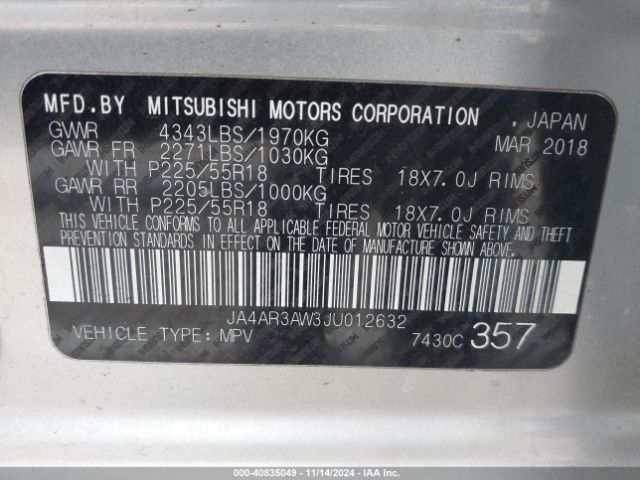 MFD.BY MITSUBISHI MOTORS CORPORATION , JAPAN
GVWR 4343LBS/1970KG MAR 2018
GAWR FR 2271LBS/1030KG
WITH P225/55R18 TIRES 18X7.0J RIMS
GAWR RR 2205LBS/1000KG
WITH P225/55R18 TIRES 18X7.0J RIMS
THIS VEHICLE CONFORMS TO ALL APPLICABLE FEDERAL MOTOR VEHICLE SAFETY AND THEFT
PREVENTION STANDARDS IN EFFECT ON THE DATE OF MANUFACTURE SHOWN ABOVE.
JA4AR3AW3JU012632
VEHICLE TYPE: MPV 7430C 357
000-40835049 - 11/14/2024 - IAA Inc.